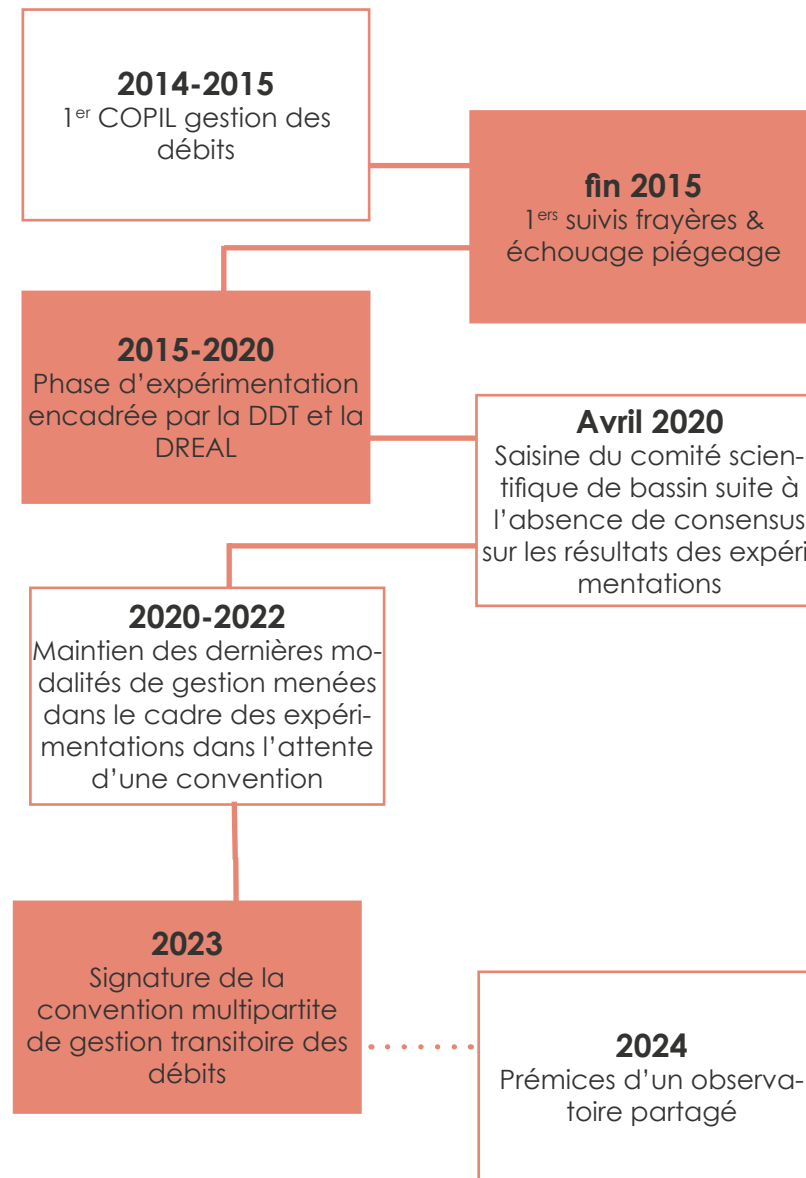 2014-2015
1er COPIL gestion des
débits
fin 2015
1ers suivis frayères &
échouage piégeage
2015-2020
Phase d'expérimentation
encadrée par la DDT et la
DREAL
Avril 2020
Saisine du comité scien-
tifique de bassin suite à
l'absence de consensus
sur les résultats des expéri
mentations
2020-2022
Maintien des dernières mo-
dalités de gestion menées
dans le cadre des expéri-
mentations dans l'attente
d'une convention
2023
Signature de la
convention multipartite
de gestion transitoire des
débits
2024
Prémices d'un observa-
toire partagé